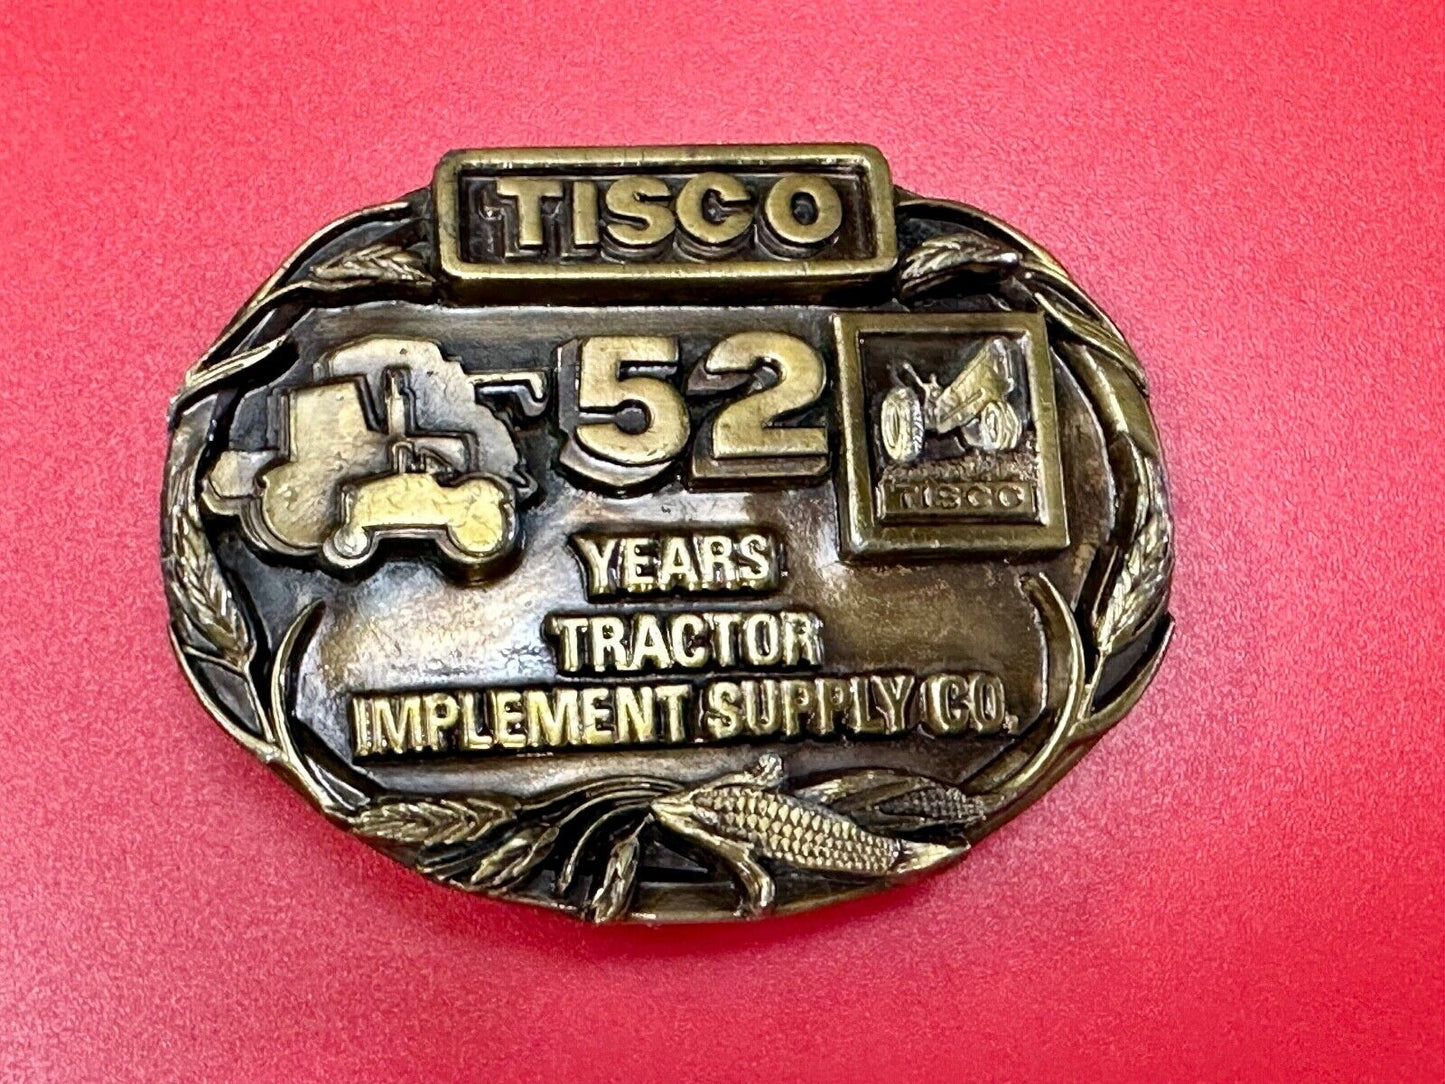 TISCO
52
TISCO
YEARS
TRACTOR
IMPLEMENT SUPPLY CO.